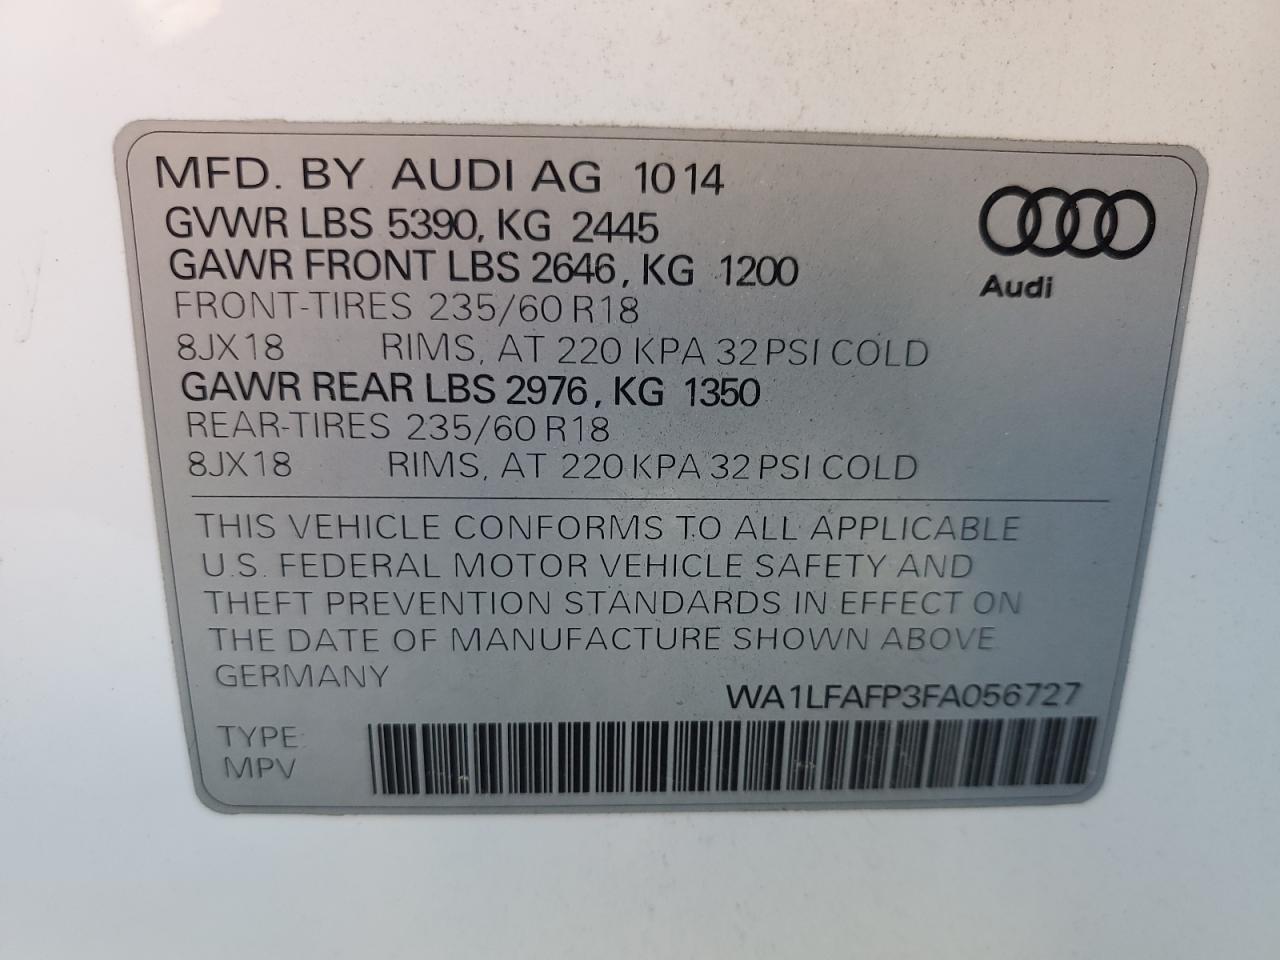 MFD. BY AUDI AG 10 14
GVWR LBS 5390, KG 2445
GAWR FRONT LBS 2646, KG 1200
FRONT-TIRES 235/60 R18
8JX18 RIMS, AT 220 KPA 32 PSI COLD
GAWR REAR LBS 2976, KG 1350
REAR-TIRES 235/60 R18
8JX18 RIMS, AT 220 KPA 32 PSI COLD
Audi
THIS VEHICLE CONFORMS TO ALL APPLICABLE
U.S. FEDERAL MOTOR VEHICLE SAFETY AND
THEFT PREVENTION STANDARDS IN EFFECT ON
THE DATE OF MANUFACTURE SHOWN ABOVE
GERMANY
WA1LFAFP3FA056727
TYPE:
MPV